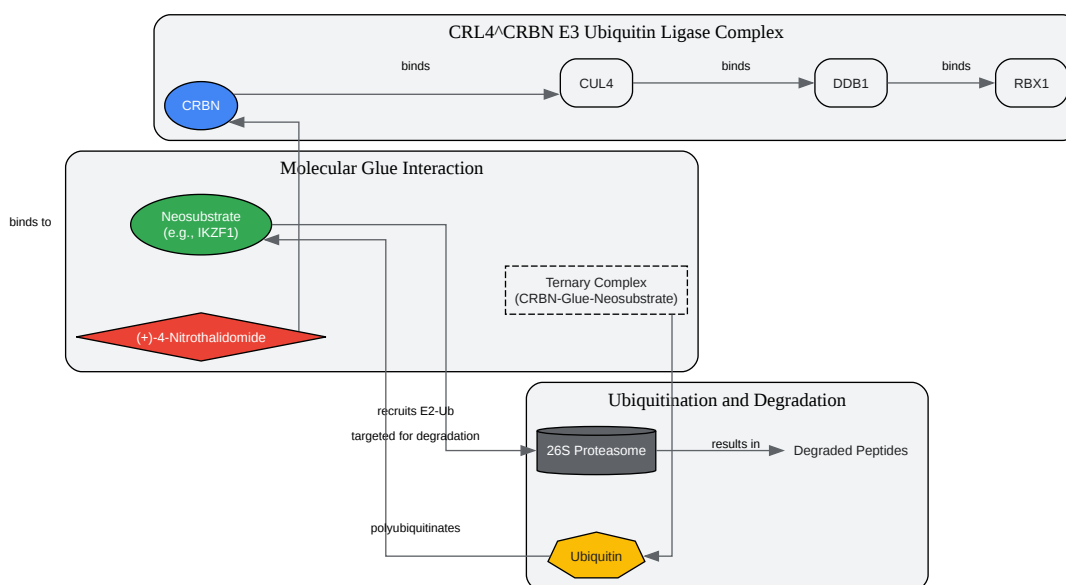 CRL4^CRBN E3 Ubiquitin Ligase Complex
binds
binds
binds
CRBN
CUL4
DDB1
RBX1
Molecular Glue Interaction
binds to
Neosubstrate
(e.g., IKZF1)
Ternary Complex
(CRBN-Glue-Neosubstrate)
(+)-4-Nitrothalidomide
Ubiquitination and Degradation
recruits E2-Ub
targeted for degradation
26S Proteasome
results in
Degraded Peptides
polyubiquitinates
Ubiquitin